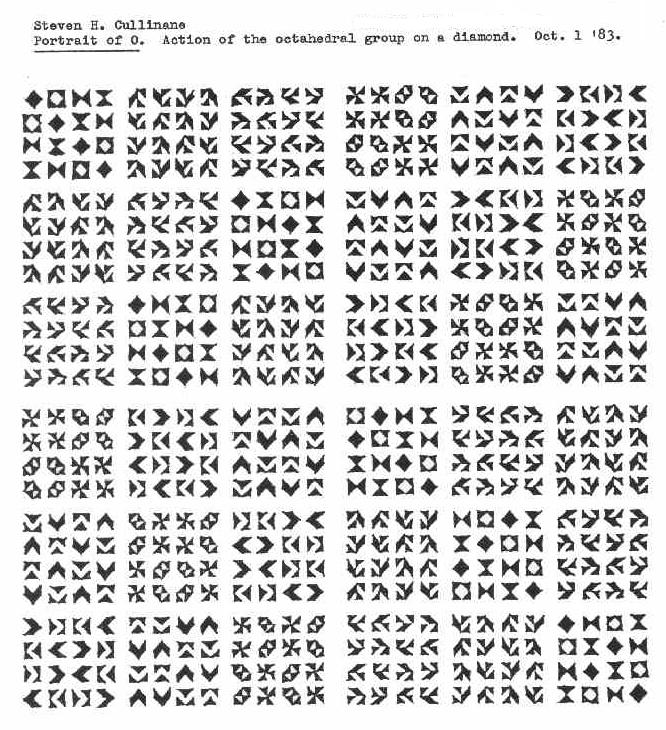 Steven H. Cullinane
Portrait of O.  Action of the octahedral group on a diamond.  Oct. 1 '83.